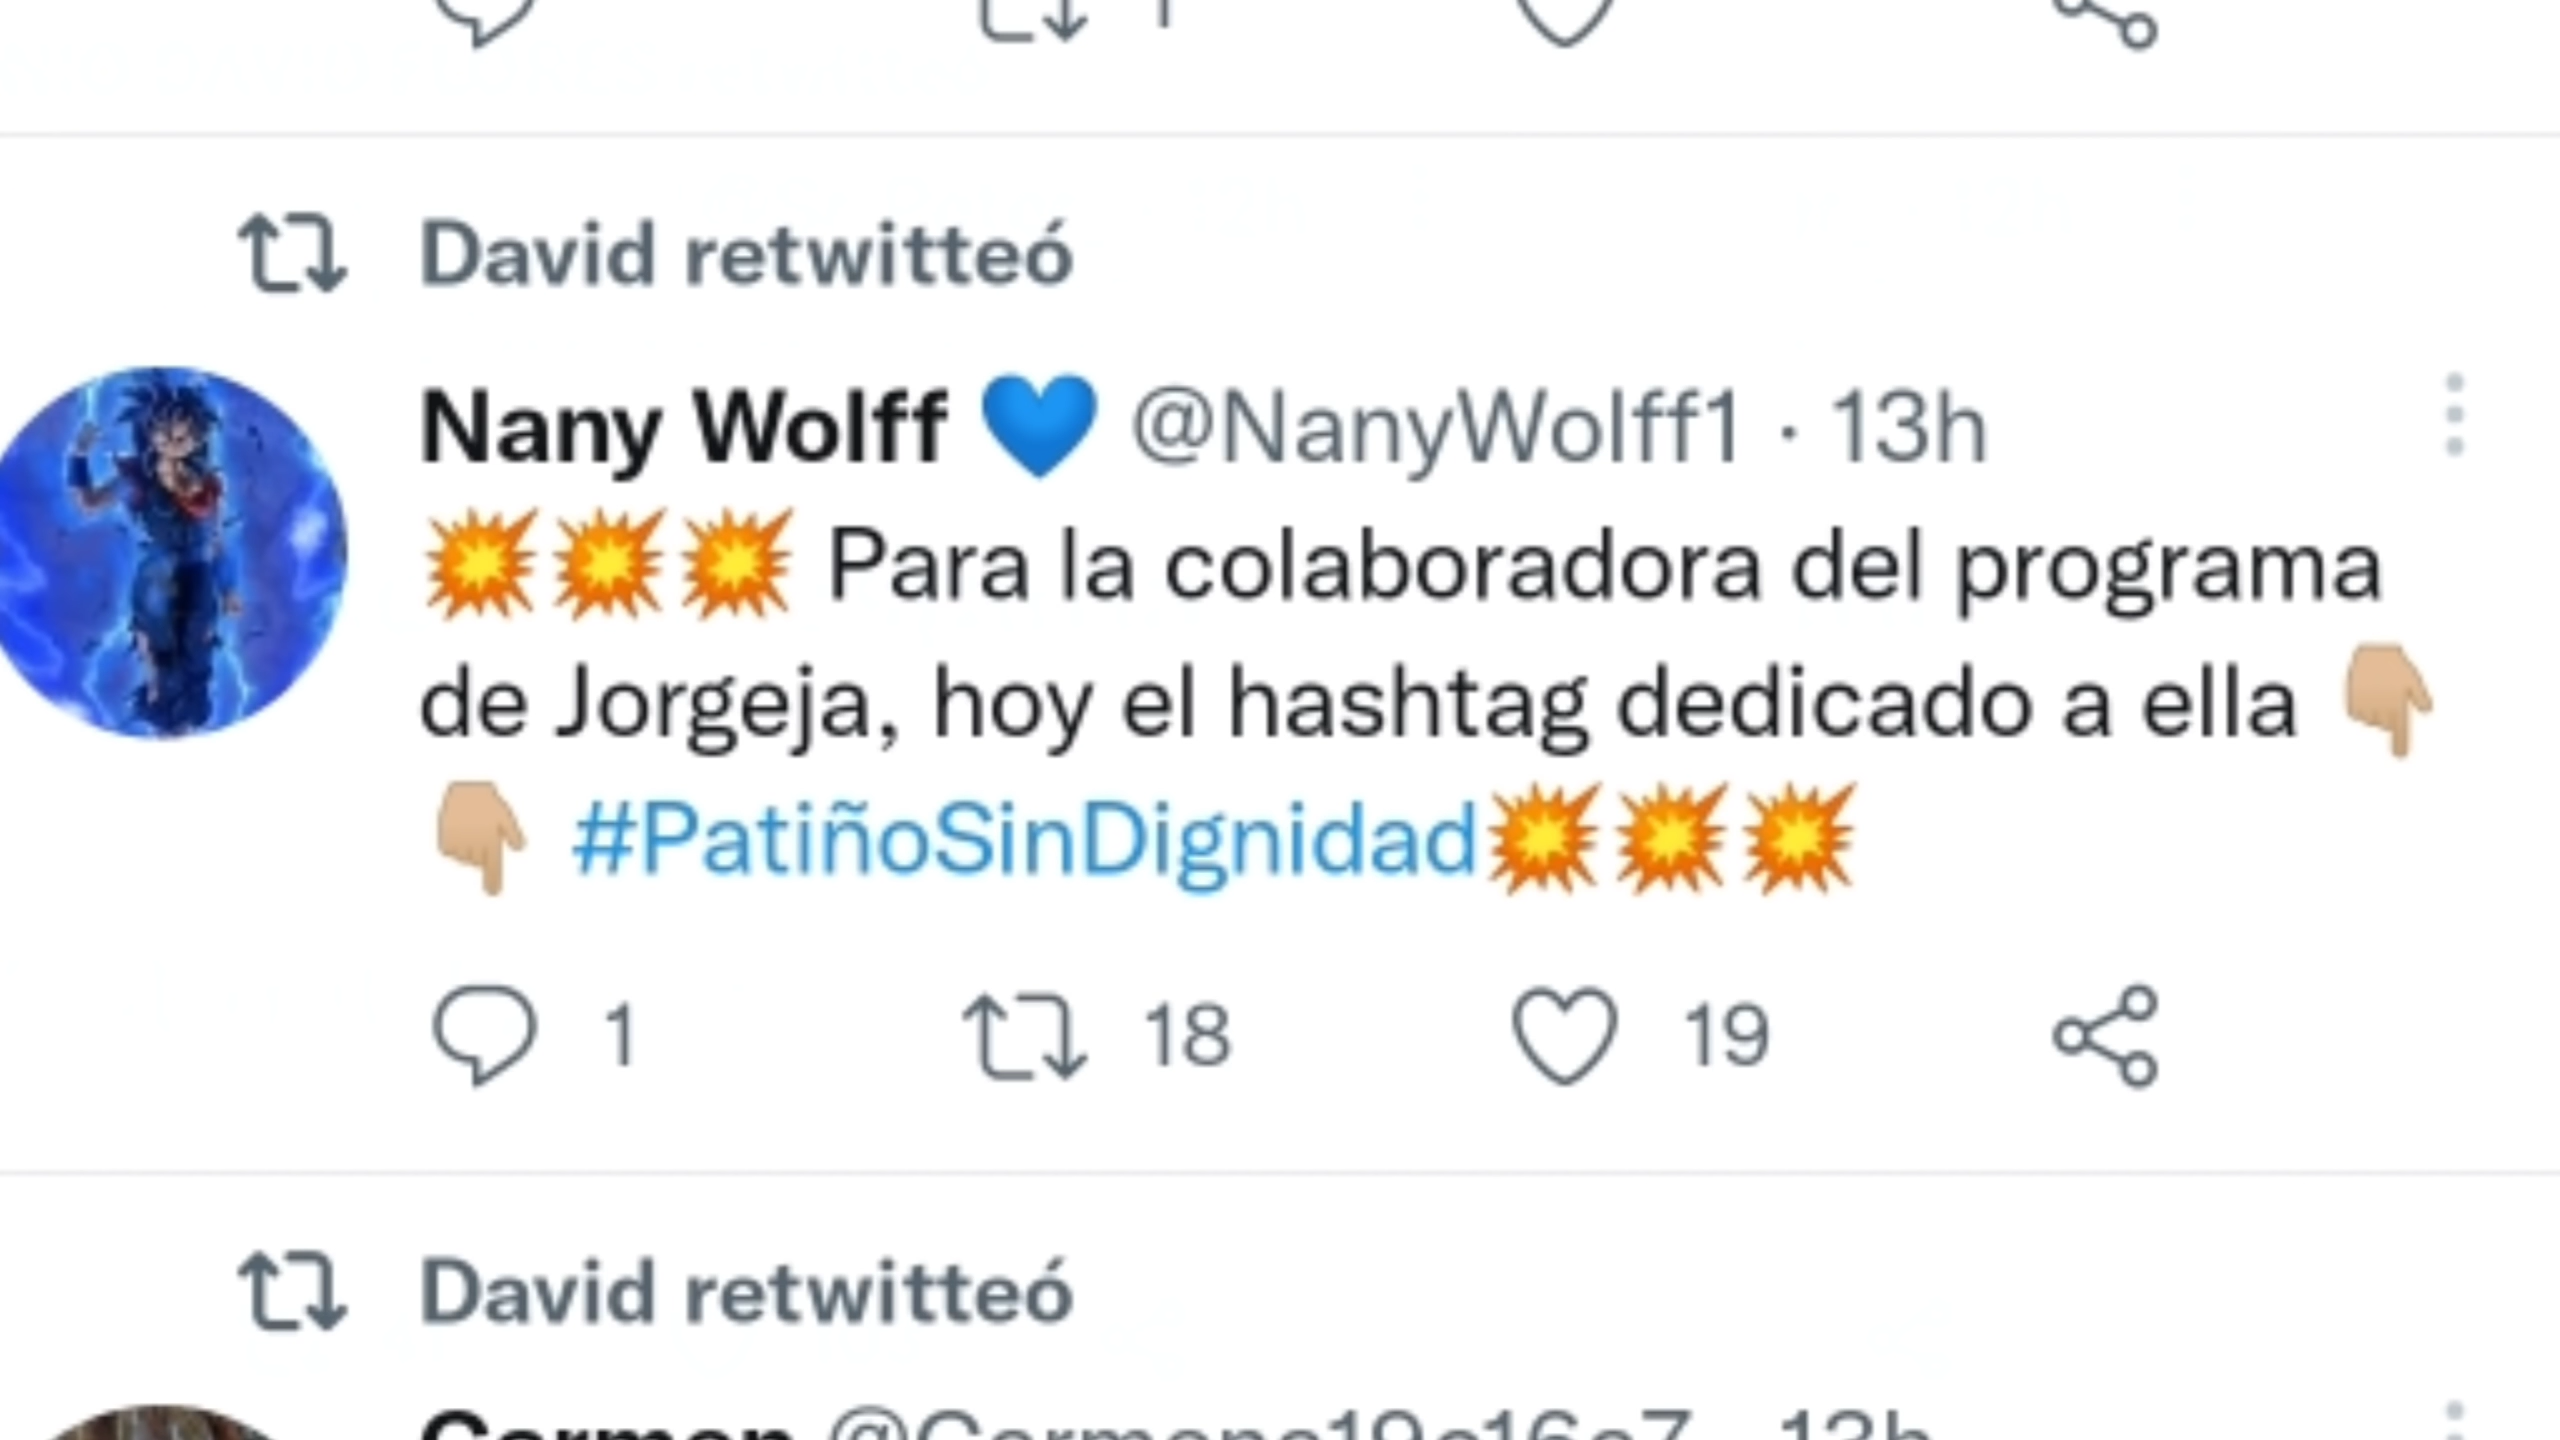 David retwitteó
Nany Wolff 💙 @NanyWolff1 · 13h
💥💥💥 Para la colaboradora del programa
de Jorgeja, hoy el hashtag dedicado a ella 👇🏼
👇🏼 #PatiñoSinDignidad💥💥💥
1 18 19
David retwitteó
Carmen